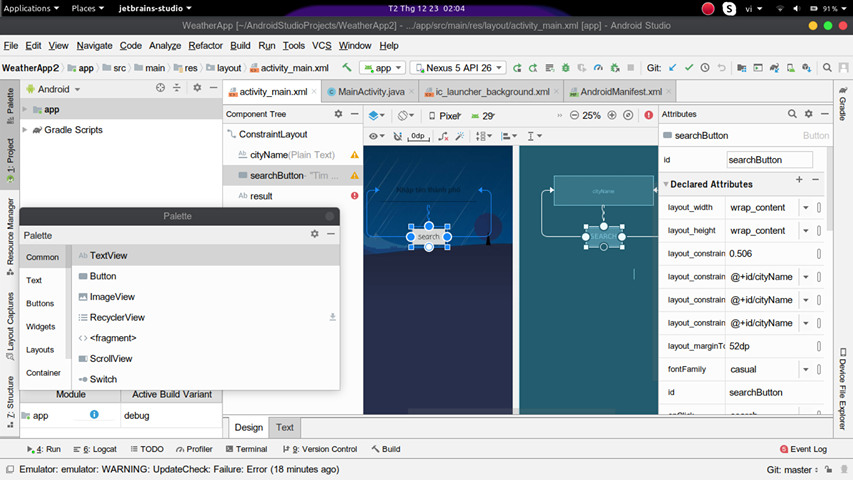 Applications Places jetbrains-studio T2 Thg 12 23 02:04 vi 91%
WeatherApp [~/AndroidStudioProjects/WeatherApp2] - .../app/src/main/res/layout/activity_main.xml [app] - Android Studio
File Edit View Navigate Code Analyze Refactor Build Run Tools VCS Window Help
WeatherApp2 app src main res layout activity_main.xml app Nexus 5 API 26 Git:
Android activity_main.xml MainActivity.java ic_launcher_background.xml AndroidManifest.xml
app
Gradle Scripts
Palette
1: Project
Resource Manager
Layout Captures
7: Structure
Component Tree
ConstraintLayout
cityName(Plain Text)
searchButton- "Tim
result
Pixel 29 25%
0dp
search
cityName
SEARCH
Palette
Palette
Common
Text
Buttons
Widgets
Layouts
Container
Ab TextView
Button
ImageView
RecyclerView
<fragment>
ScrollView
Switch
Module Active Build Variant
app debug
Design Text
Attributes
searchButton Button
id searchButton
Declared Attributes
layout_width wrap_content
layout_height wrap_content
layout_constrain 0.506
layout_constrain @+id/cityName
layout_constrain @+id/cityName
layout_constrain @+id/cityName
layout_marginTo 52dp
fontFamily casual
id searchButton
Gradle
Device File Explorer
4: Run 6: Logcat TODO Profiler Terminal 9: Version Control Build Event Log
Emulator: emulator: WARNING: UpdateCheck: Failure: Error (18 minutes ago) Git: master